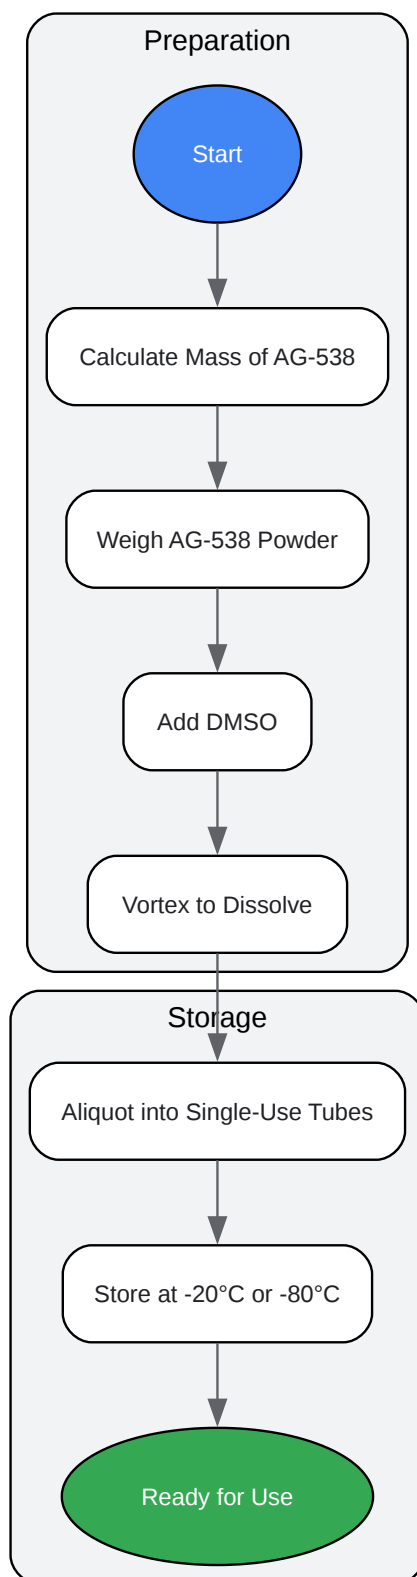 Preparation
Start
Calculate Mass of AG-538
Weigh AG-538 Powder
Add DMSO
Vortex to Dissolve
Storage
Aliquot into Single-Use Tubes
Store at -20°C or -80°C
Ready for Use